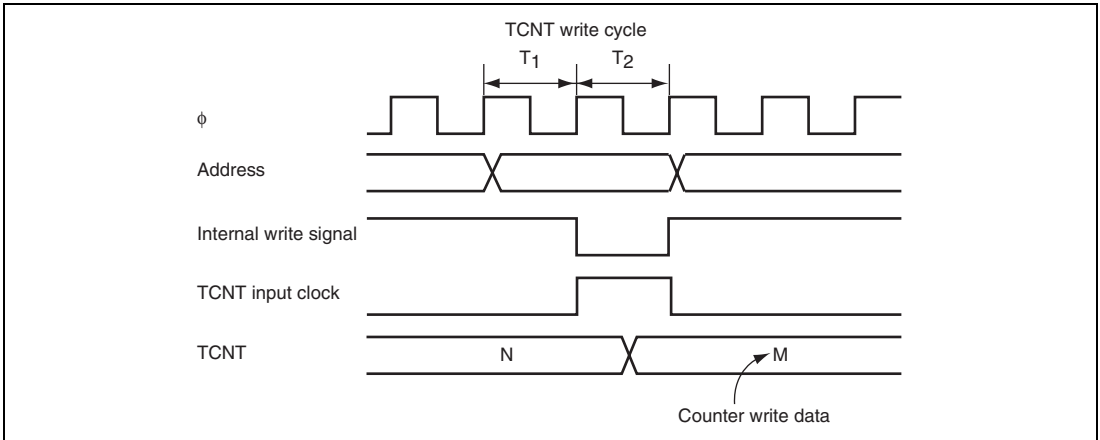 TCNT write cycle
T1 T2
ϕ
Address
Internal write signal
TCNT input clock
TCNT N M
Counter write data